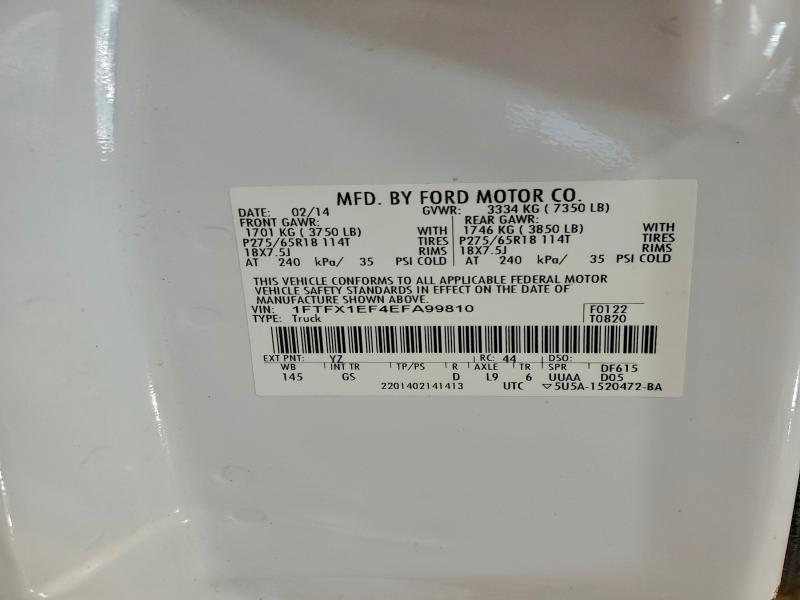 MFD. BY FORD MOTOR CO.
DATE: 02/14 GVWR: 3334 KG ( 7350 LB)
FRONT GAWR: REAR GAWR:
1701 KG ( 3750 LB) WITH 1746 KG ( 3850 LB) WITH
P275/65R18 114T TIRES P275/65R18 114T TIRES
18X7.5J RIMS 18X7.5J RIMS
AT 240 kPa/ 35 PSI COLD AT 240 kPa/ 35 PSI COLD
THIS VEHICLE CONFORMS TO ALL APPLICABLE FEDERAL MOTOR
VEHICLE SAFETY STANDARDS IN EFFECT ON THE DATE OF
MANUFACTURE SHOWN ABOVE.
VIN: 1FTFX1EF4EFA99810 F0122
TYPE: Truck T0820
EXT PNT: YZ RC: 44 DSO:
WB INT TR TP/PS R AXLE TR SPR DF615
145 GS D L9 6 UUAA D05
2201402141413 UTC ▽5U5A-1520472-BA